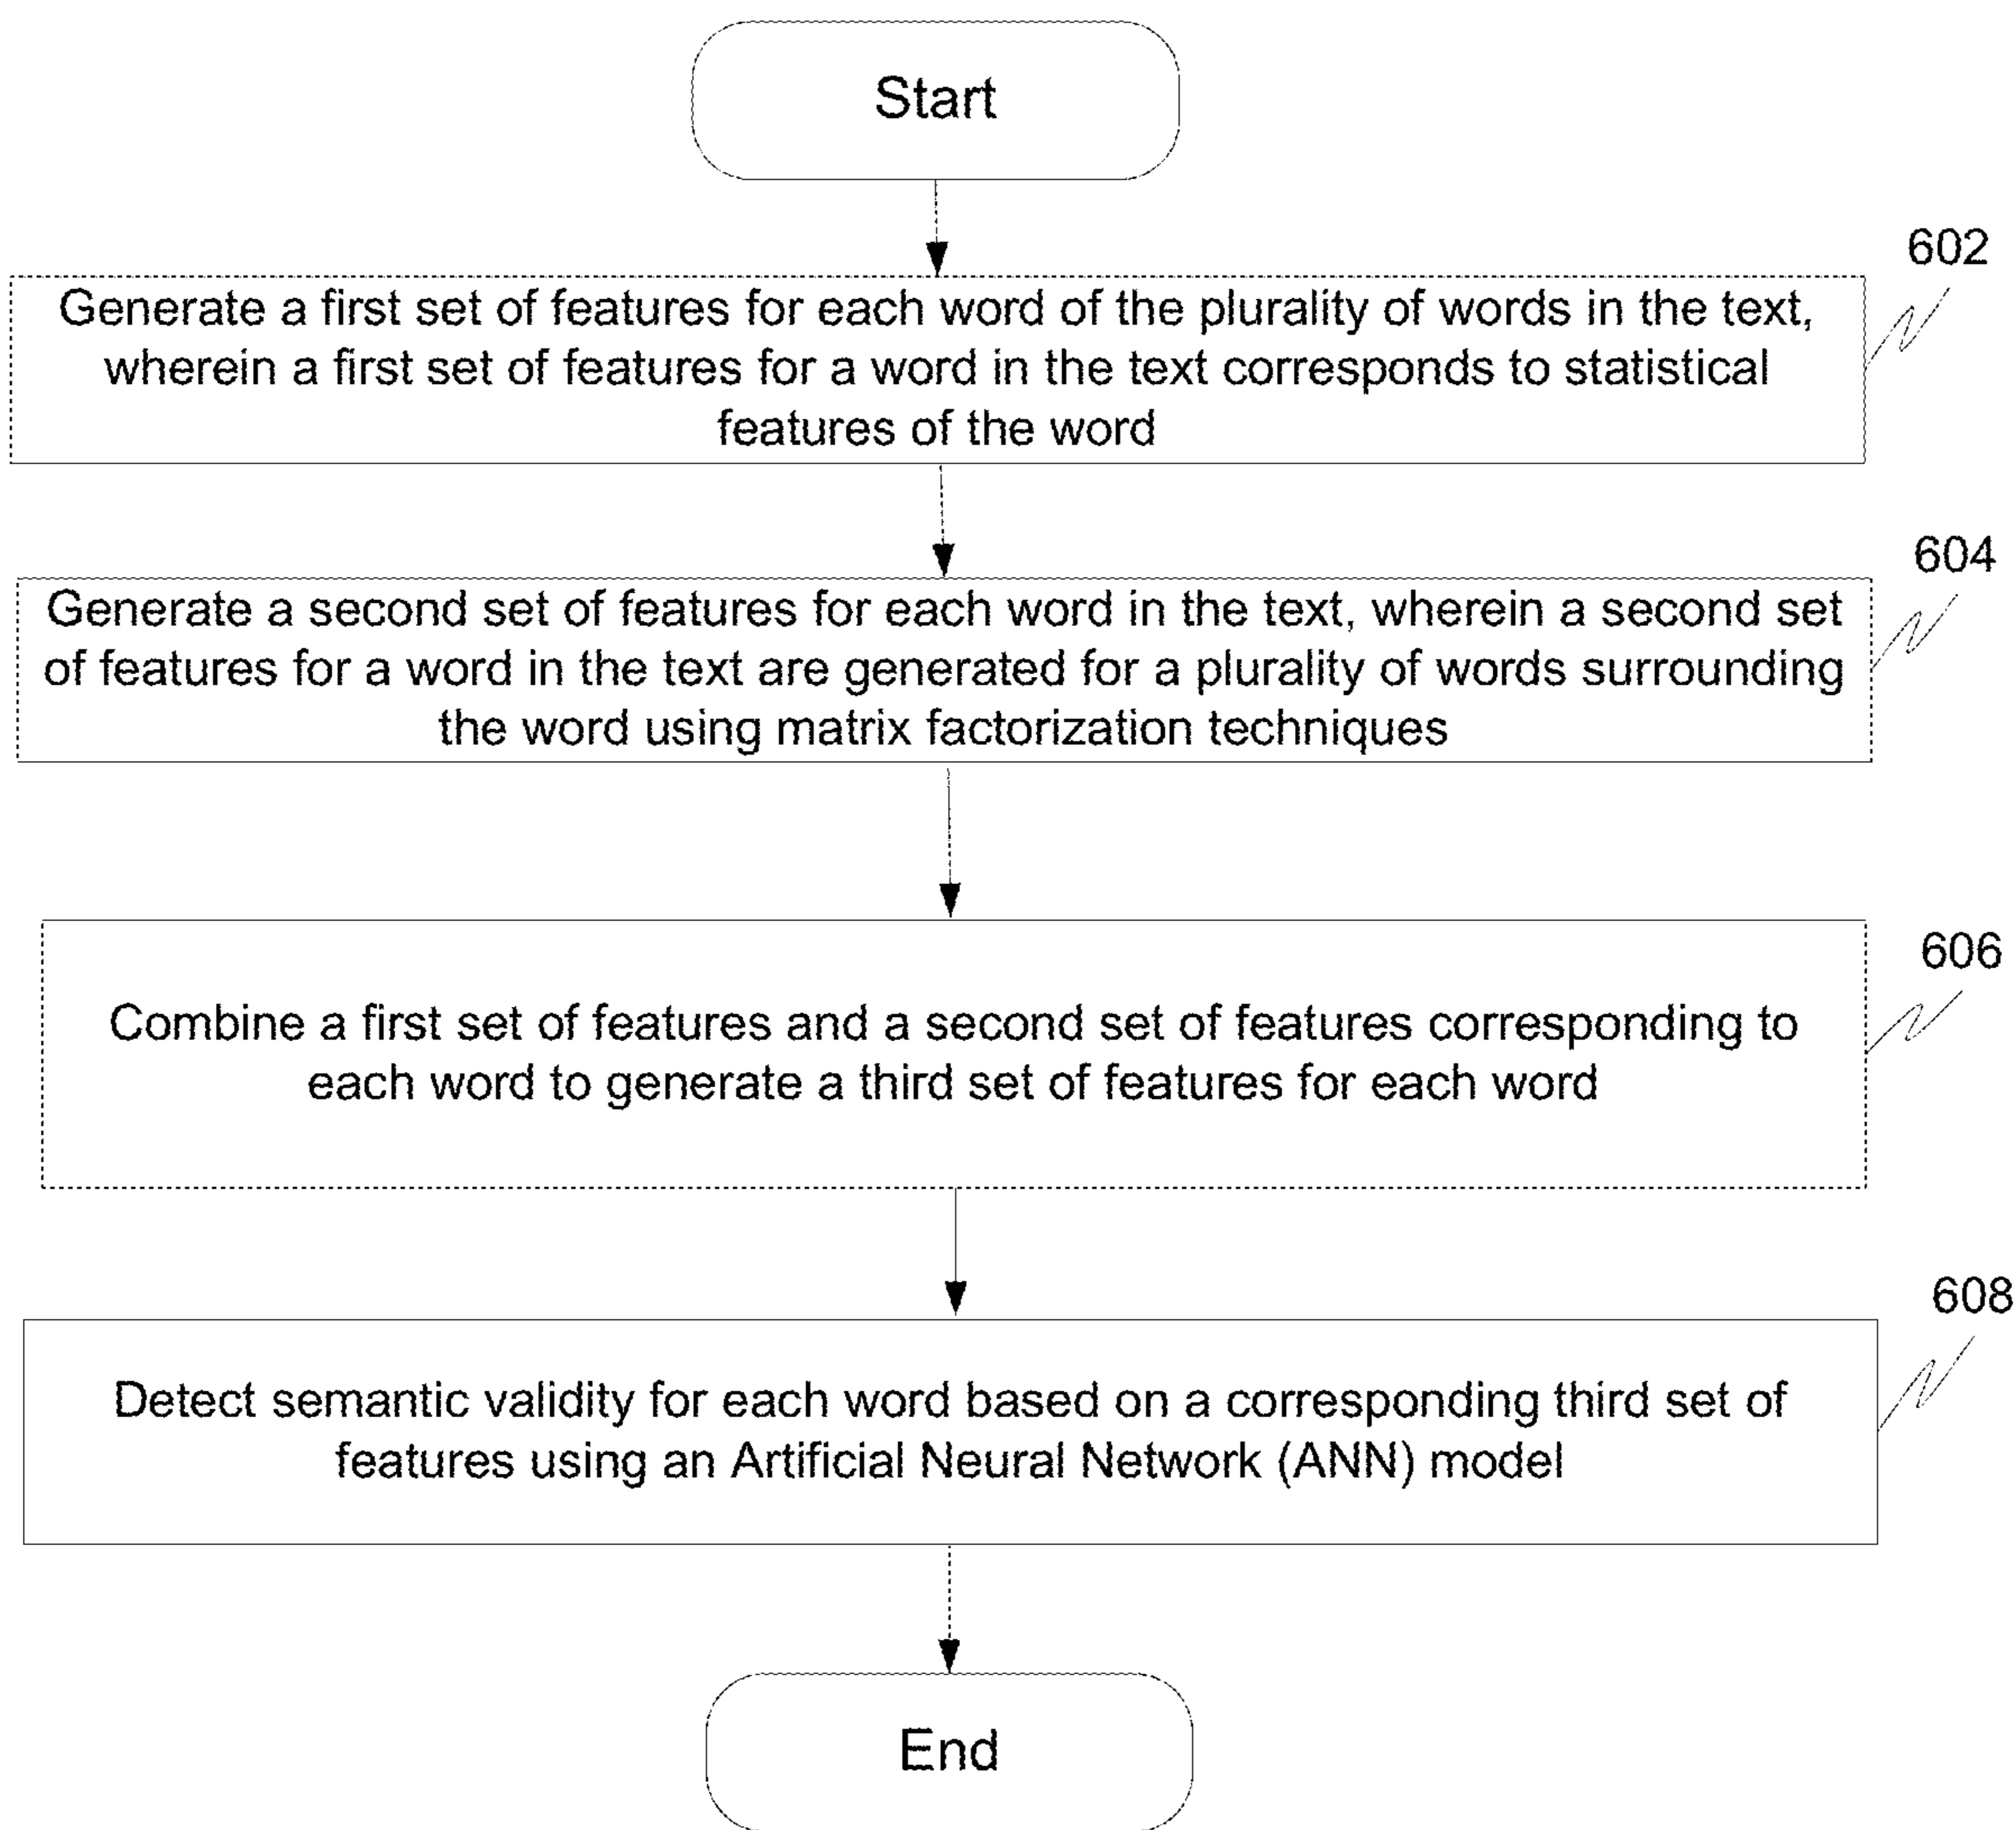 Start
602
Generate a first set of features for each word of the plurality of words in the text,
wherein a first set of features for a word in the text corresponds to statistical
features of the word
604
Generate a second set of features for each word in the text, wherein a second set
of features for a word in the text are generated for a plurality of words surrounding
the word using matrix factorization techniques
606
Combine a first set of features and a second set of features corresponding to
each word to generate a third set of features for each word
608
Detect semantic validity for each word based on a corresponding third set of
features using an Artificial Neural Network (ANN) model
End